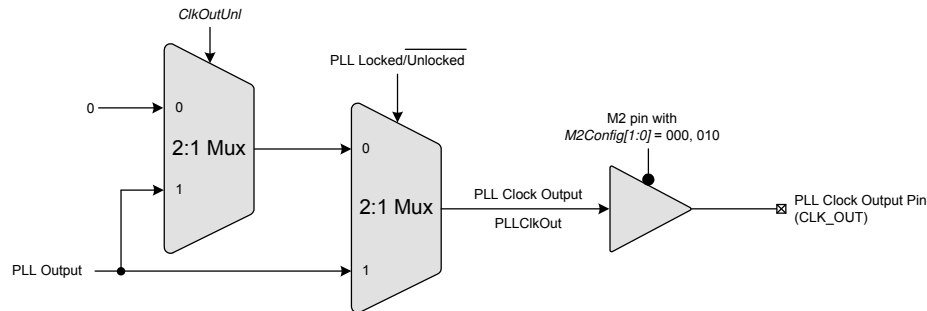 ClkOutUnl
PLL Locked/Unlocked
0
0
2:1 Mux
1
0
2:1 Mux
1
PLL Output
PLL Clock Output
PLLClkOut
M2 pin with
M2Config[1:0] = 000, 010
PLL Clock Output Pin
(CLK_OUT)